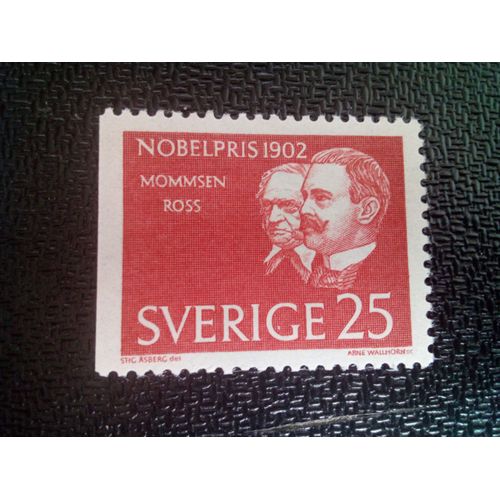 NOBELPRIS 1902
MOMMSEN
ROSS
SVERIGE 25
STIG ÅSBERG del.
ARNE WALLHORN sc.